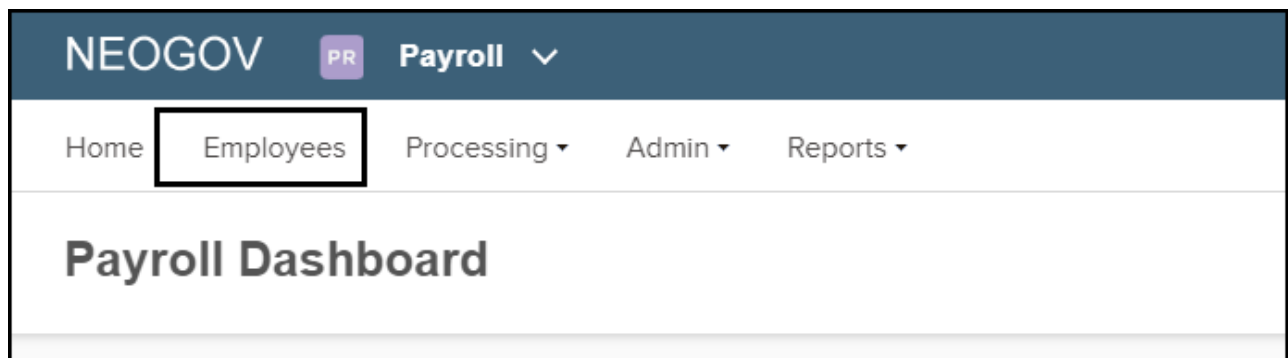 NEOGOV PR Payroll
Home Employees Processing Admin Reports
Payroll Dashboard